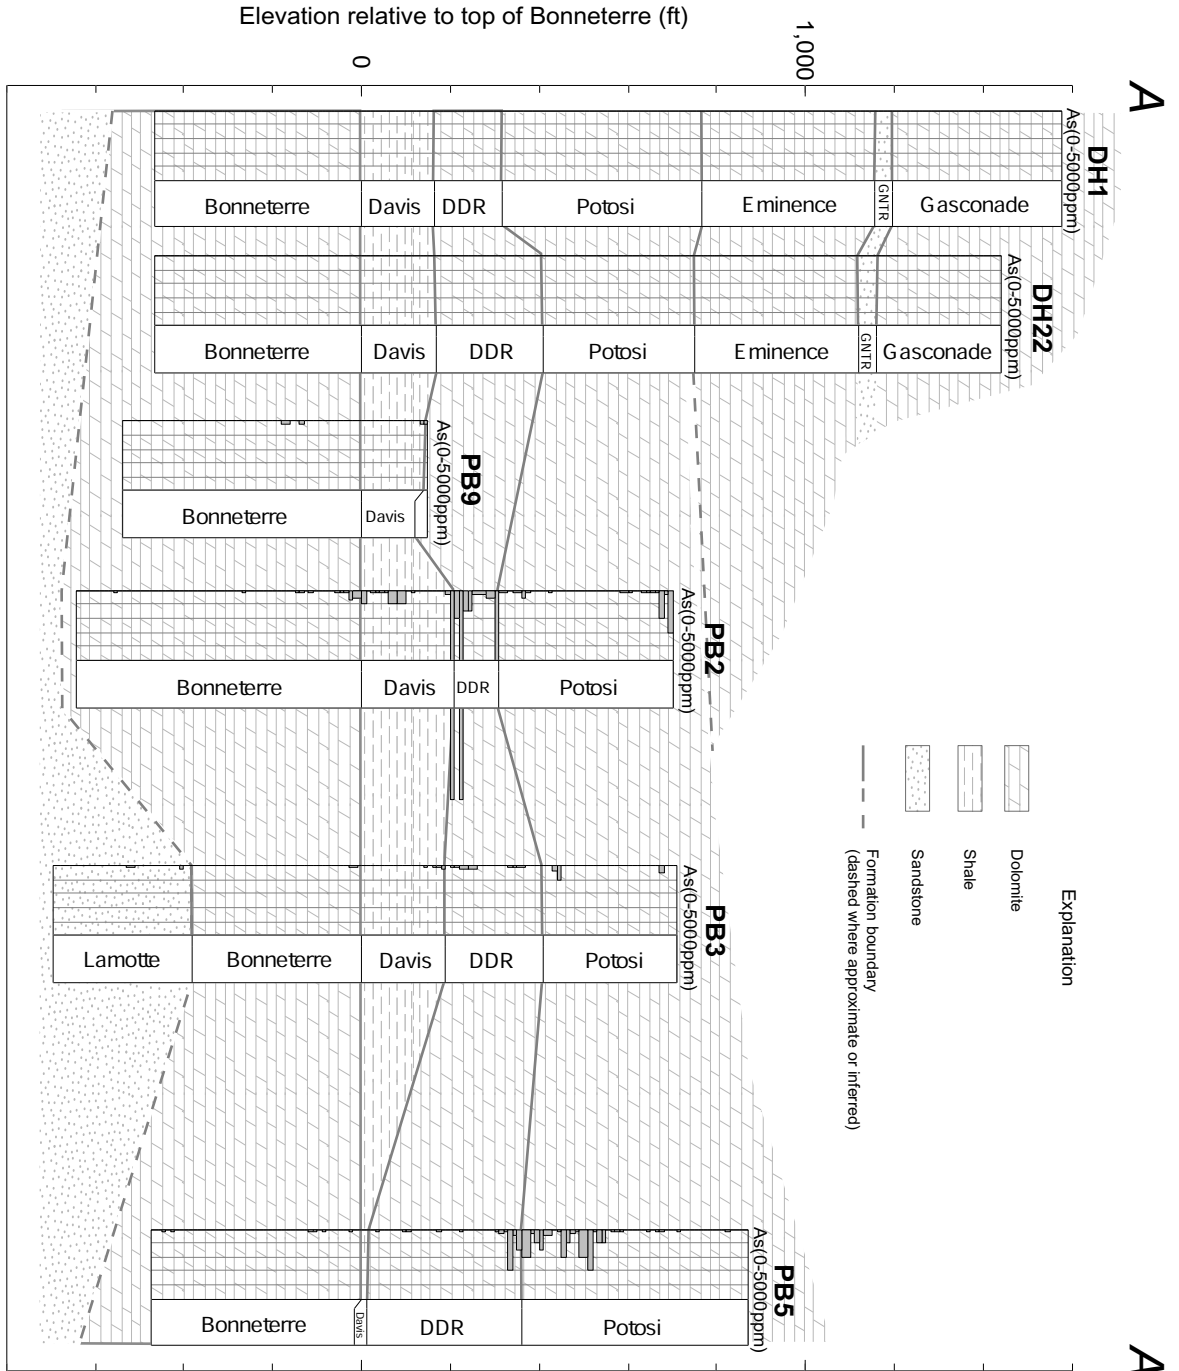 Elevation relative to top of Bonneterre (ft)
0
1,000
A
DH1
As(0-5000ppm)
Bonneterre
Davis
DDR
Potosi
Eminence
GNTR
Gasconade
DH22
As(0-5000ppm)
Bonneterre
Davis
DDR
Potosi
Eminence
GNTR
Gasconade
PB9
As(0-5000ppm)
Bonneterre
Davis
PB2
As(0-5000ppm)
Bonneterre
Davis
DDR
Potosi
PB3
As(0-5000ppm)
Lamotte
Bonneterre
Davis
DDR
Potosi
PB5
As(0-5000ppm)
Bonneterre
Davis
DDR
Potosi
Explanation
Dolomite
Shale
Sandstone
Formation boundary
(dashed where approximate or inferred)
A